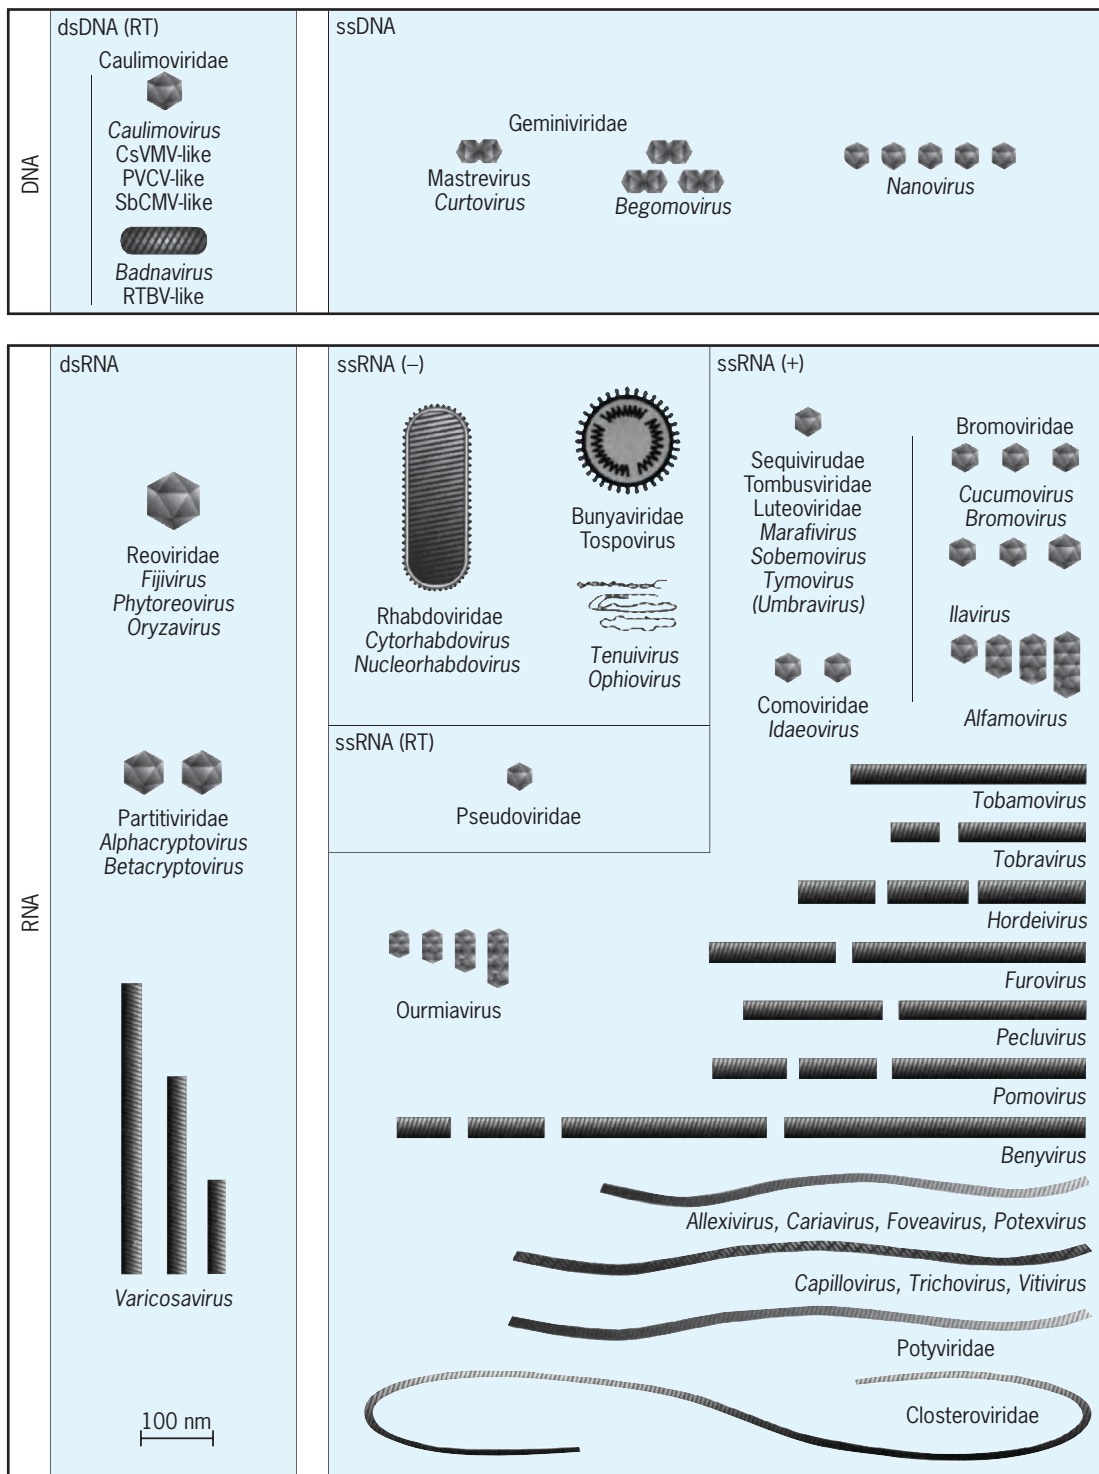 DNA
dsDNA (RT)
Caulimoviridae
Caulimovirus
CsVMV-like
PVCV-like
SbCMV-like
Badnavirus
RTBV-like
ssDNA
Geminiviridae
Mastrevirus
Curtovirus
Begomovirus
Nanovirus
RNA
dsRNA
Reoviridae
Fijivirus
Phytoreovirus
Oryzavirus
Partitiviridae
Alphacryptovirus
Betacryptovirus
Varicosavirus
100 nm
ssRNA (–)
Rhabdoviridae
Cytorhabdovirus
Nucleorhabdovirus
Bunyaviridae
Tospovirus
Tenuivirus
Ophiovirus
ssRNA (RT)
Pseudoviridae
ssRNA (+)
Sequivirudae
Tombusviridae
Luteoviridae
Marafivirus
Sobemovirus
Tymovirus
(Umbravirus)
Comoviridae
Idaeovirus
Bromoviridae
Cucumovirus
Bromovirus
Ilavirus
Alfamovirus
Tobamovirus
Tobravirus
Hordeivirus
Furovirus
Ourmiavirus
Pecluvirus
Pomovirus
Benyvirus
Allexivirus, Cariavirus, Foveavirus, Potexvirus
Capillovirus, Trichovirus, Vitivirus
Potyviridae
Closteroviridae